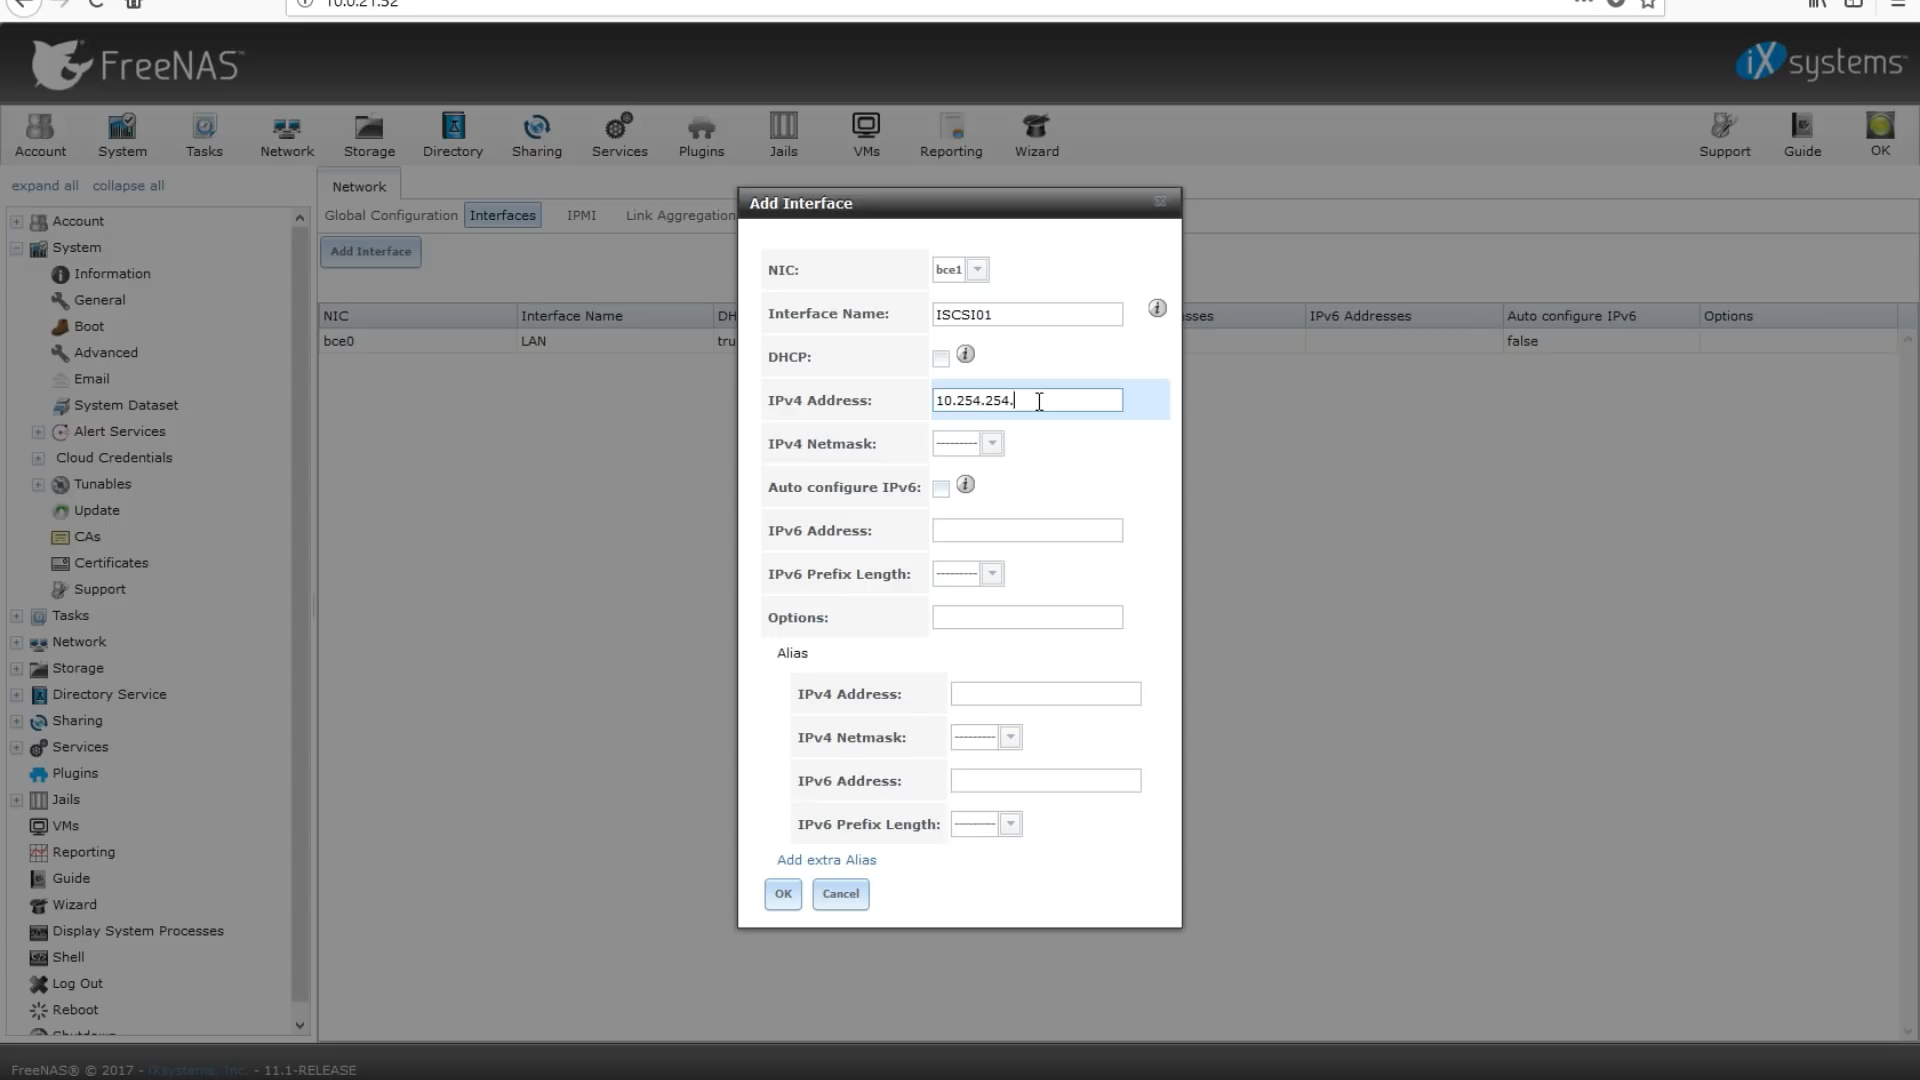 10.0.21.52
FreeNAS™
iXsystems™
Account System Tasks Network Storage Directory Sharing Services Plugins Jails VMs Reporting Wizard Support Guide OK
expand all collapse all
Account
System
Information
General
Boot
Advanced
Email
System Dataset
Alert Services
Cloud Credentials
Tunables
Update
CAs
Certificates
Support
Tasks
Network
Storage
Directory Service
Sharing
Services
Plugins
Jails
VMs
Reporting
Guide
Wizard
Display System Processes
Shell
Log Out
Reboot
Shutdown
Network
Global Configuration Interfaces IPMI Link Aggregation
Add Interface
NIC Interface Name DH sses IPv6 Addresses Auto configure IPv6 Options
bce0 LAN tru false
Add Interface
NIC: bce1
Interface Name: ISCSI01
DHCP:
IPv4 Address: 10.254.254.
IPv4 Netmask: ---------
Auto configure IPv6:
IPv6 Address:
IPv6 Prefix Length: ---------
Options:
Alias
IPv4 Address:
IPv4 Netmask: ---------
IPv6 Address:
IPv6 Prefix Length: ---------
Add extra Alias
OK Cancel
FreeNAS® © 2017 - iXsystems, Inc. - 11.1-RELEASE